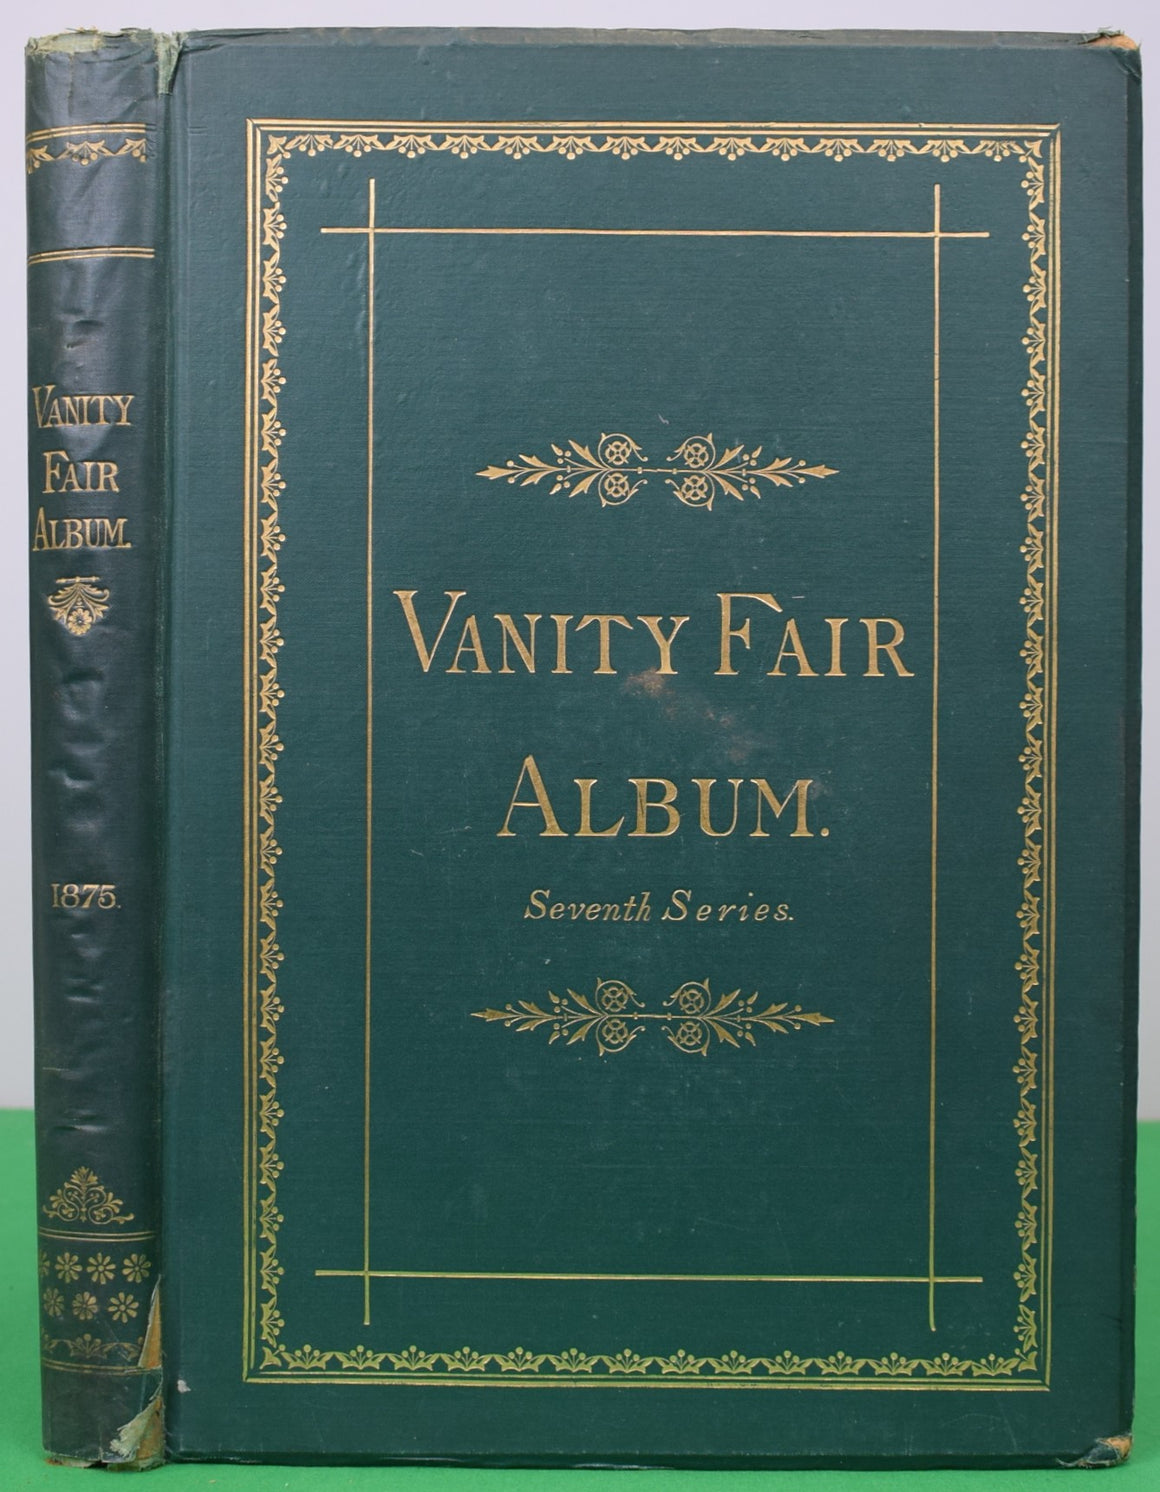 VANITY
FAIR
ALBUM.
1875.
VANITY FAIR
ALBUM.
Seventh Series.